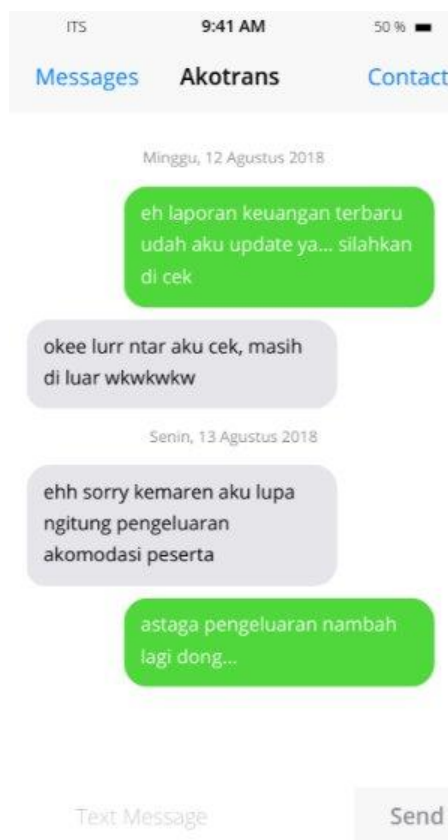 ITS 9:41 AM 50 %
Messages Akotrans Contact
Minggu, 12 Agustus 2018
eh laporan keuangan terbaru
udah aku update ya... silahkan
di cek
okee lurr ntar aku cek, masih
di luar wkwkwkw
Senin, 13 Agustus 2018
ehh sorry kemaren aku lupa
ngitung pengeluaran
akomodasi peserta
astaga pengeluaran nambah
lagi dong...
Text Message Send